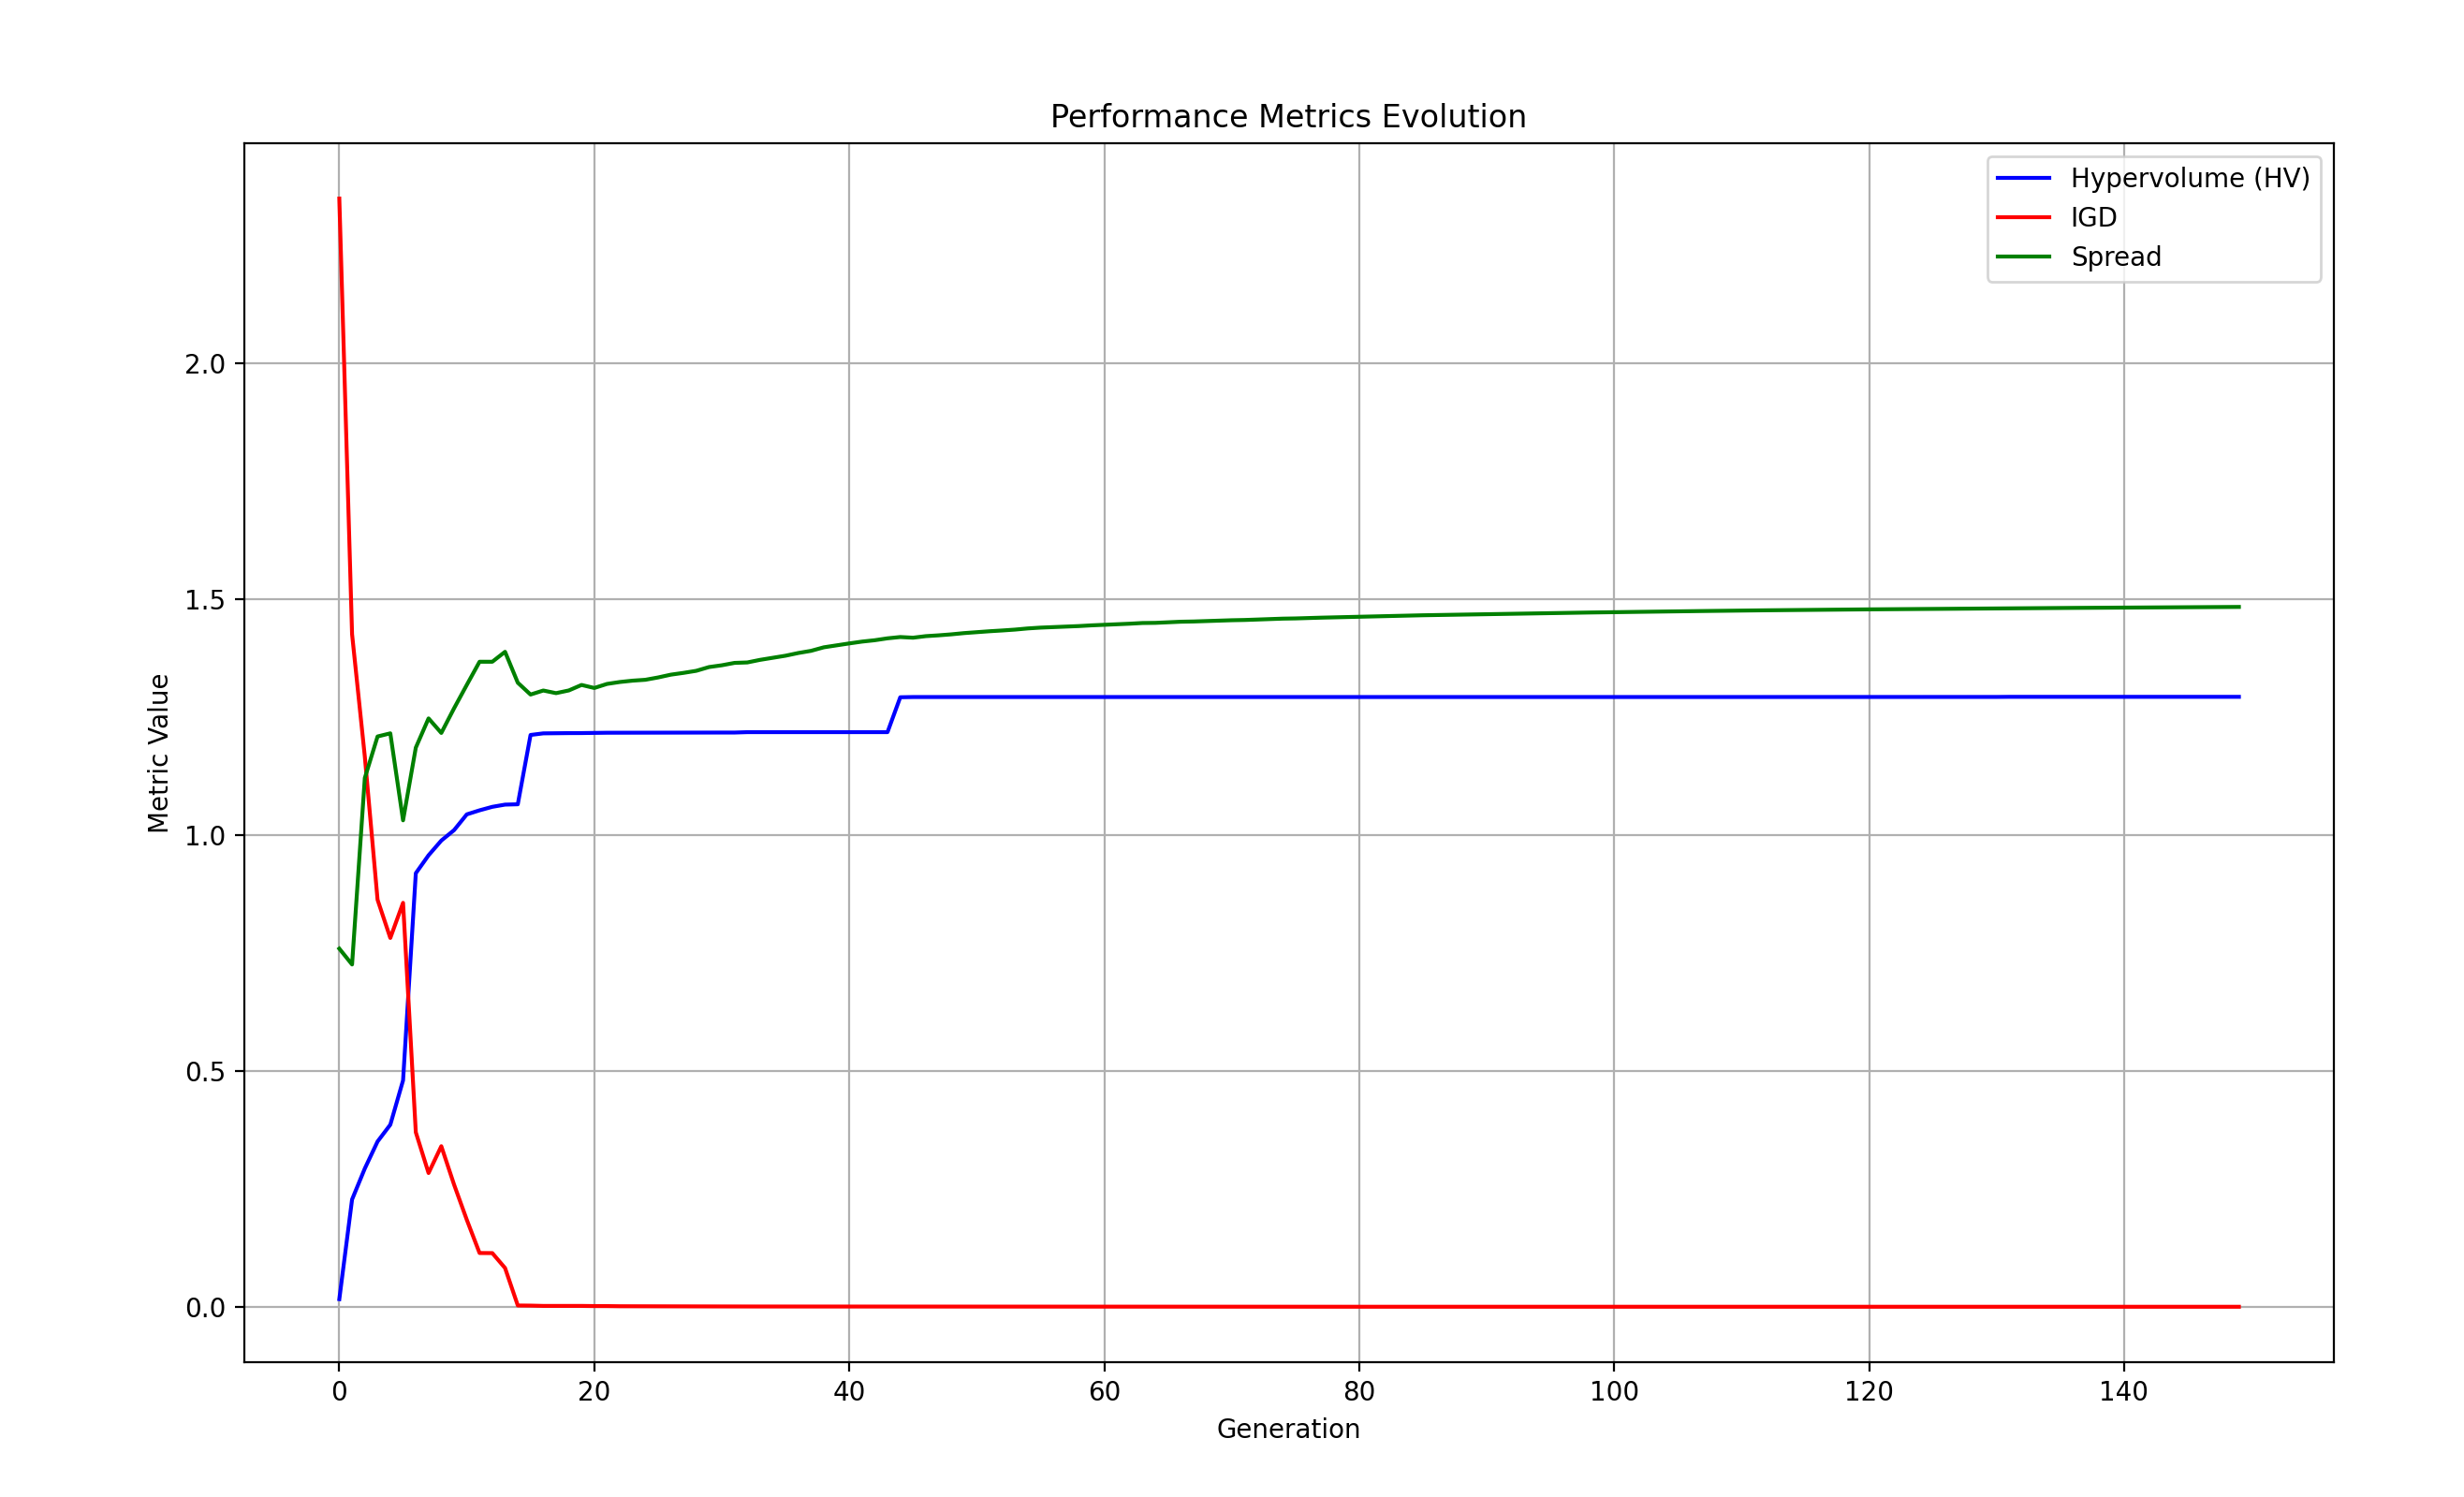 Performance Metrics Evolution
Hypervolume (HV)
IGD
Spread
Metric Value
2.0
1.5
1.0
0.5
0.0
0 20 40 60 80 100 120 140
Generation